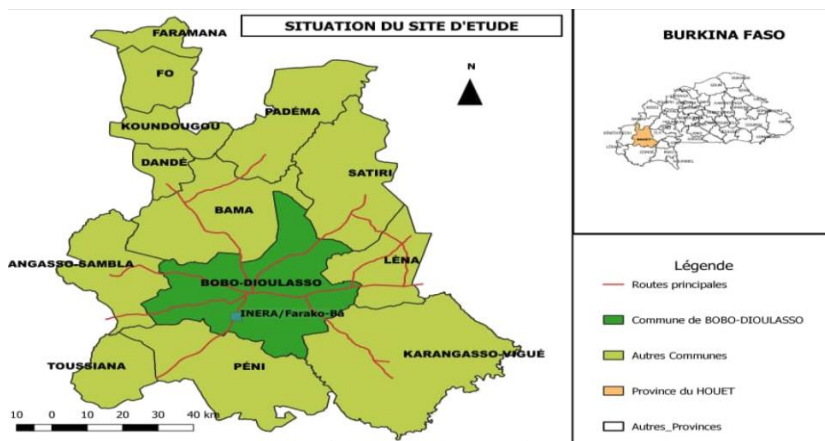 SITUATION DU SITE D'ETUDE
FARAMANA
FO
N
PADÉMA
KOUNDOUGOU
DANDÉ
SATIRI
BAMA
ANGASSO-SAMBLA
LÉNA
BOBO-DIOULASSO
INERA/Farako-Bâ
KARANGASSO-VIGUÉ
TOUSSIANA
PÉNI
10 0 10 20 30 40 km
BURKINA FASO
Légende
Routes principales
Commune de BOBO-DIOULASSO
Autres Communes
Province du HOUET
Autres_Provinces